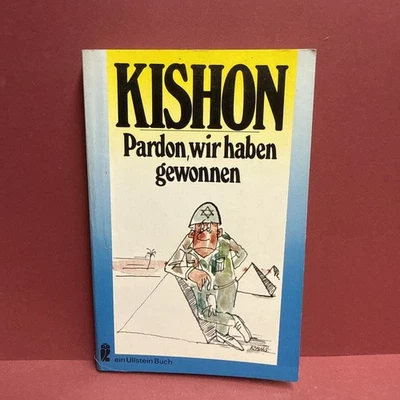 KISHON
Pardon, wir haben
gewonnen
ein Ullstein Buch